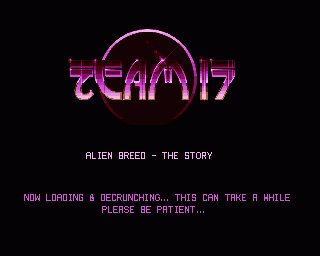 TEAM 17
ALIEN BREED - THE STORY
NOW LOADING & DECRUNCHING... THIS CAN TAKE A WHILE
PLEASE BE PATIENT...